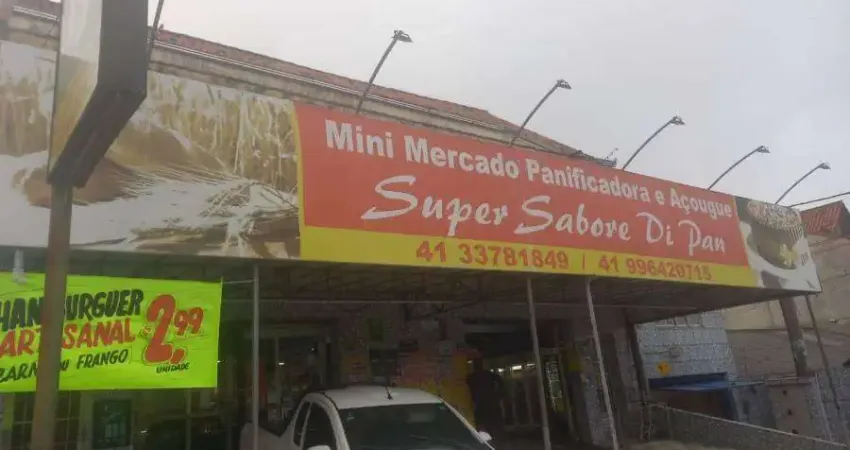 Mini Mercado Panificadora e Açougue
Super Sabore Di Pan
41 33781849 / 41 996420715
HAMBURGUER
ARTESANAL
2,99
FRANGO
UNIDADE